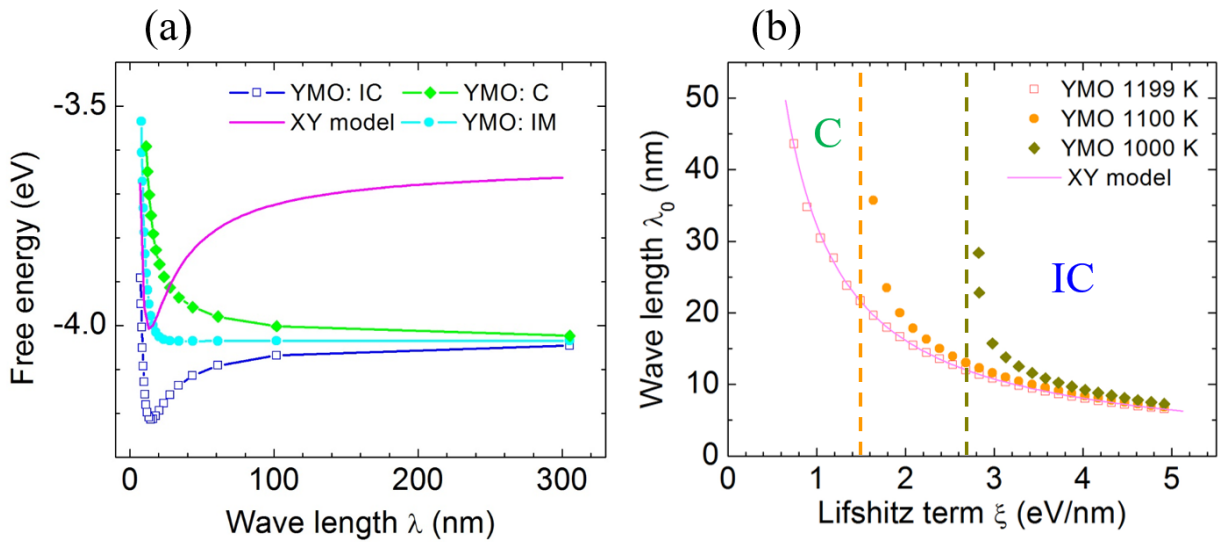 (a)
YMO: IC
YMO: C
XY model
YMO: IM
-3.5
-4.0
0
100
200
300
Free energy (eV)
Wave length λ (nm)
(b)
YMO 1199 K
YMO 1100 K
YMO 1000 K
XY model
C
IC
50
40
30
20
10
0
0
1
2
3
4
5
Wave length λ0 (nm)
Lifshitz term ξ (eV/nm)